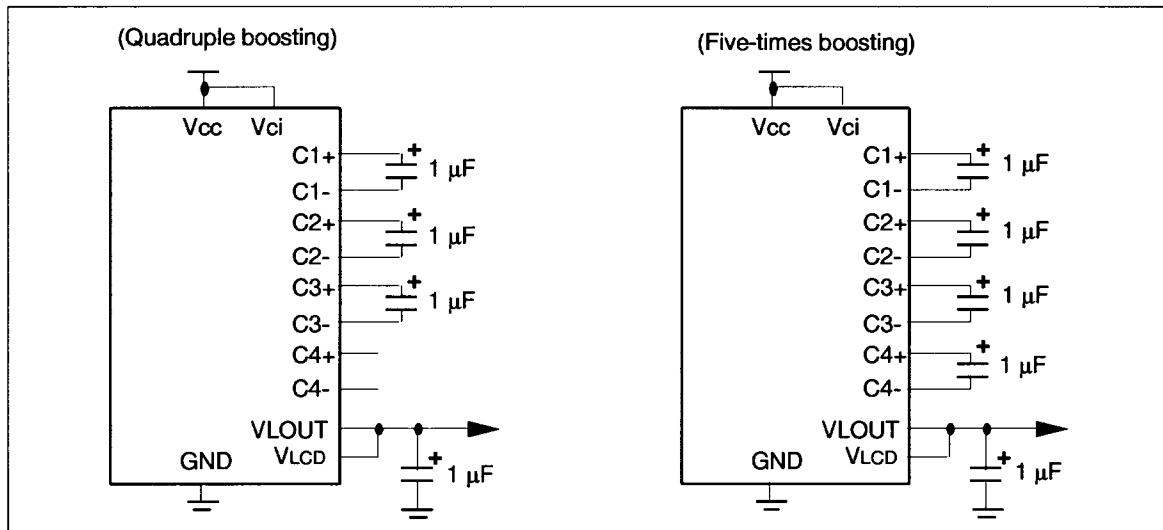 (Quadruple boosting)
Vcc Vci
C1+
+
1 μF
C1-
C2+
+
1 μF
C2-
C3+
+
1 μF
C3-
C4+
C4-
VLOUT
VLCD
GND
+
1 μF
(Five-times boosting)
Vcc Vci
C1+
+
1 μF
C1-
C2+
+
1 μF
C2-
C3+
+
1 μF
C3-
C4+
+
1 μF
C4-
VLOUT
VLCD
GND
+
1 μF